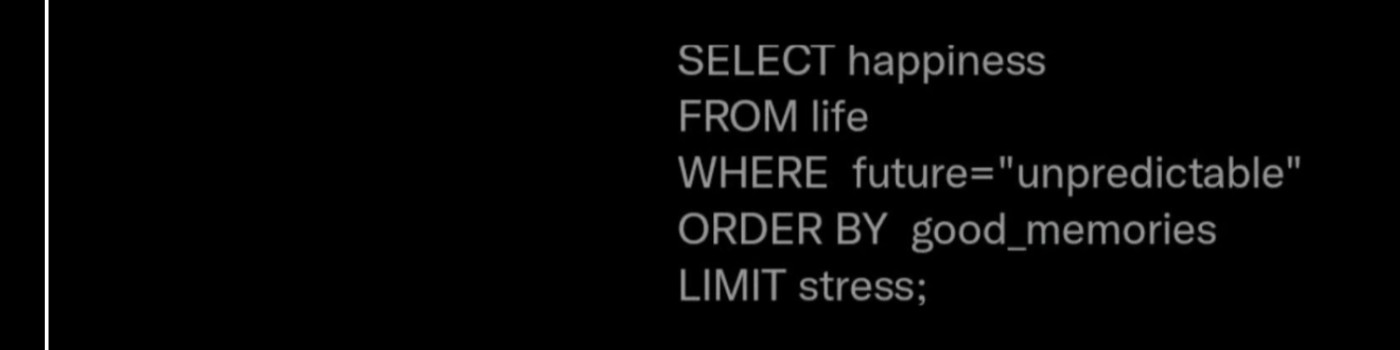 SELECT happiness
FROM life
WHERE  future="unpredictable"
ORDER BY  good_memories
LIMIT stress;